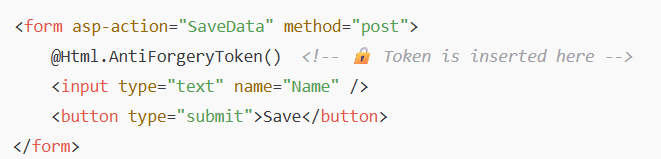 <form asp-action="SaveData" method="post">
    @Html.AntiForgeryToken()  <!-- 🔒 Token is inserted here -->
    <input type="text" name="Name" />
    <button type="submit">Save</button>
</form>